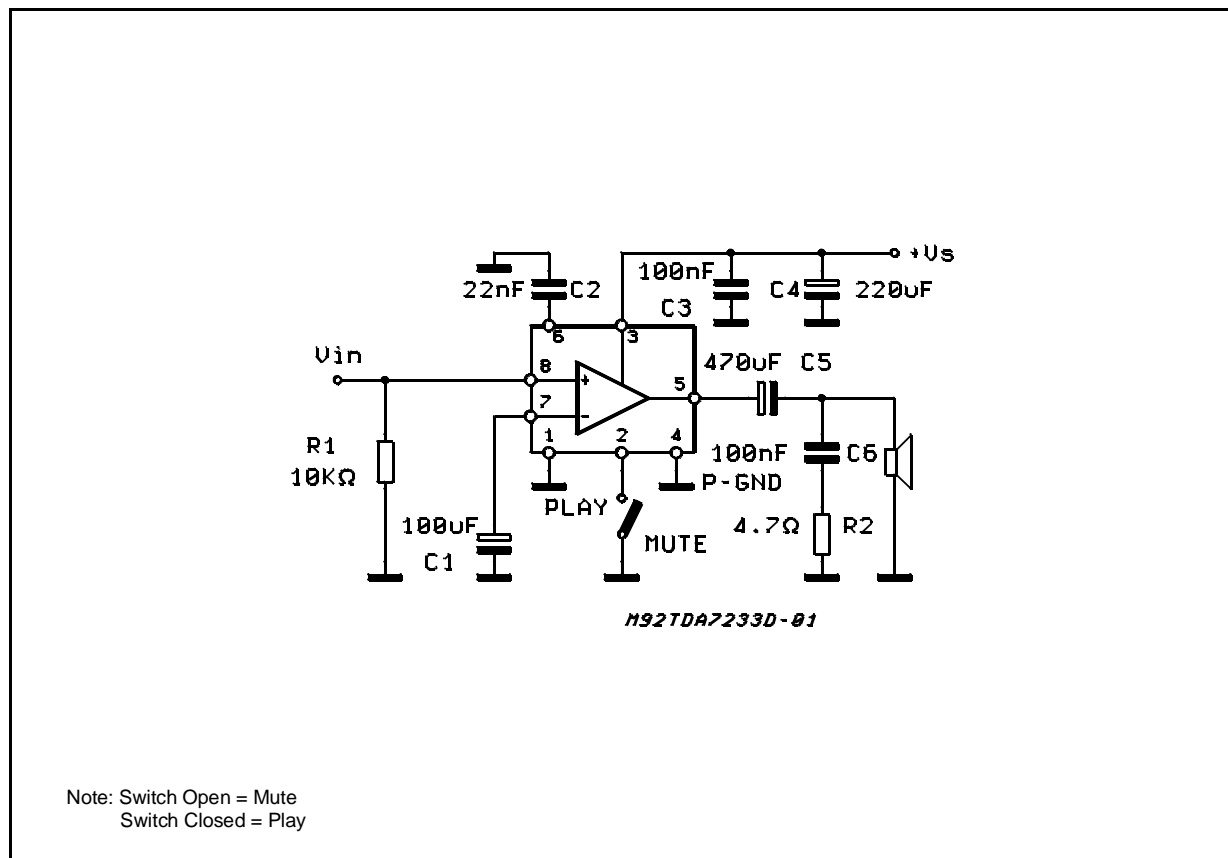 +Vs
100nF
22nF C2
C4 220uF
C3
6 3
Vin
470uF C5
8
+
5
7
-
1 2 4
R1
10KΩ
100nF C6
P-GND
PLAY
100uF
4.7Ω R2
MUTE
C1
M92TDA7233D-01
Note: Switch Open = Mute
Switch Closed = Play